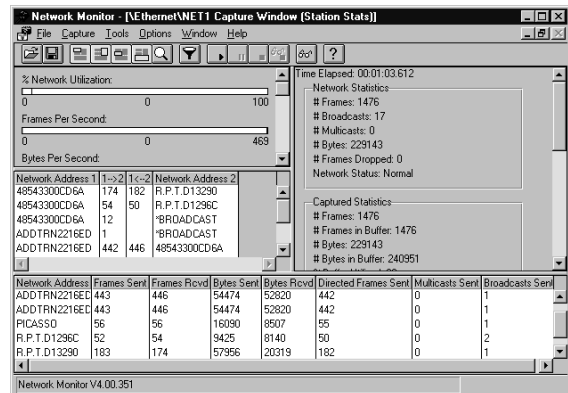 Network Monitor - [\Ethernet\NET1 Capture Window (Station Stats)]
File Capture Tools Options Window Help
% Network Utilization:
0 0 100
Frames Per Second:
0 0 469
Bytes Per Second:
Time Elapsed: 00:01:03.612
Network Statistics
# Frames: 1476
# Broadcasts: 17
# Multicasts: 0
# Bytes: 229143
# Frames Dropped: 0
Network Status: Normal
Captured Statistics
# Frames: 1476
# Frames in Buffer: 1476
# Bytes: 229143
# Bytes in Buffer: 240951
Network Address 1 1-->2 1<--2 Network Address 2
48543300CD6A 174 182 R.P.T.D13290
48543300CD6A 54 50 R.P.T.D1296C
48543300CD6A 12 *BROADCAST
ADDTRN2216ED 1 *BROADCAST
ADDTRN2216ED 442 446 48543300CD6A
Network Address Frames Sent Frames Rcvd Bytes Sent Bytes Rcvd Directed Frames Sent Multicasts Sent Broadcasts Sent
ADDTRN2216ED 443 446 54474 52820 442 0 1
ADDTRN2216ED 443 446 54474 52820 442 0 1
PICASSO 56 56 16090 8507 55 0 1
R.P.T.D1296C 52 54 9425 8140 50 0 2
R.P.T.D13290 183 174 57956 20319 182 0 1
Network Monitor V4.00.351